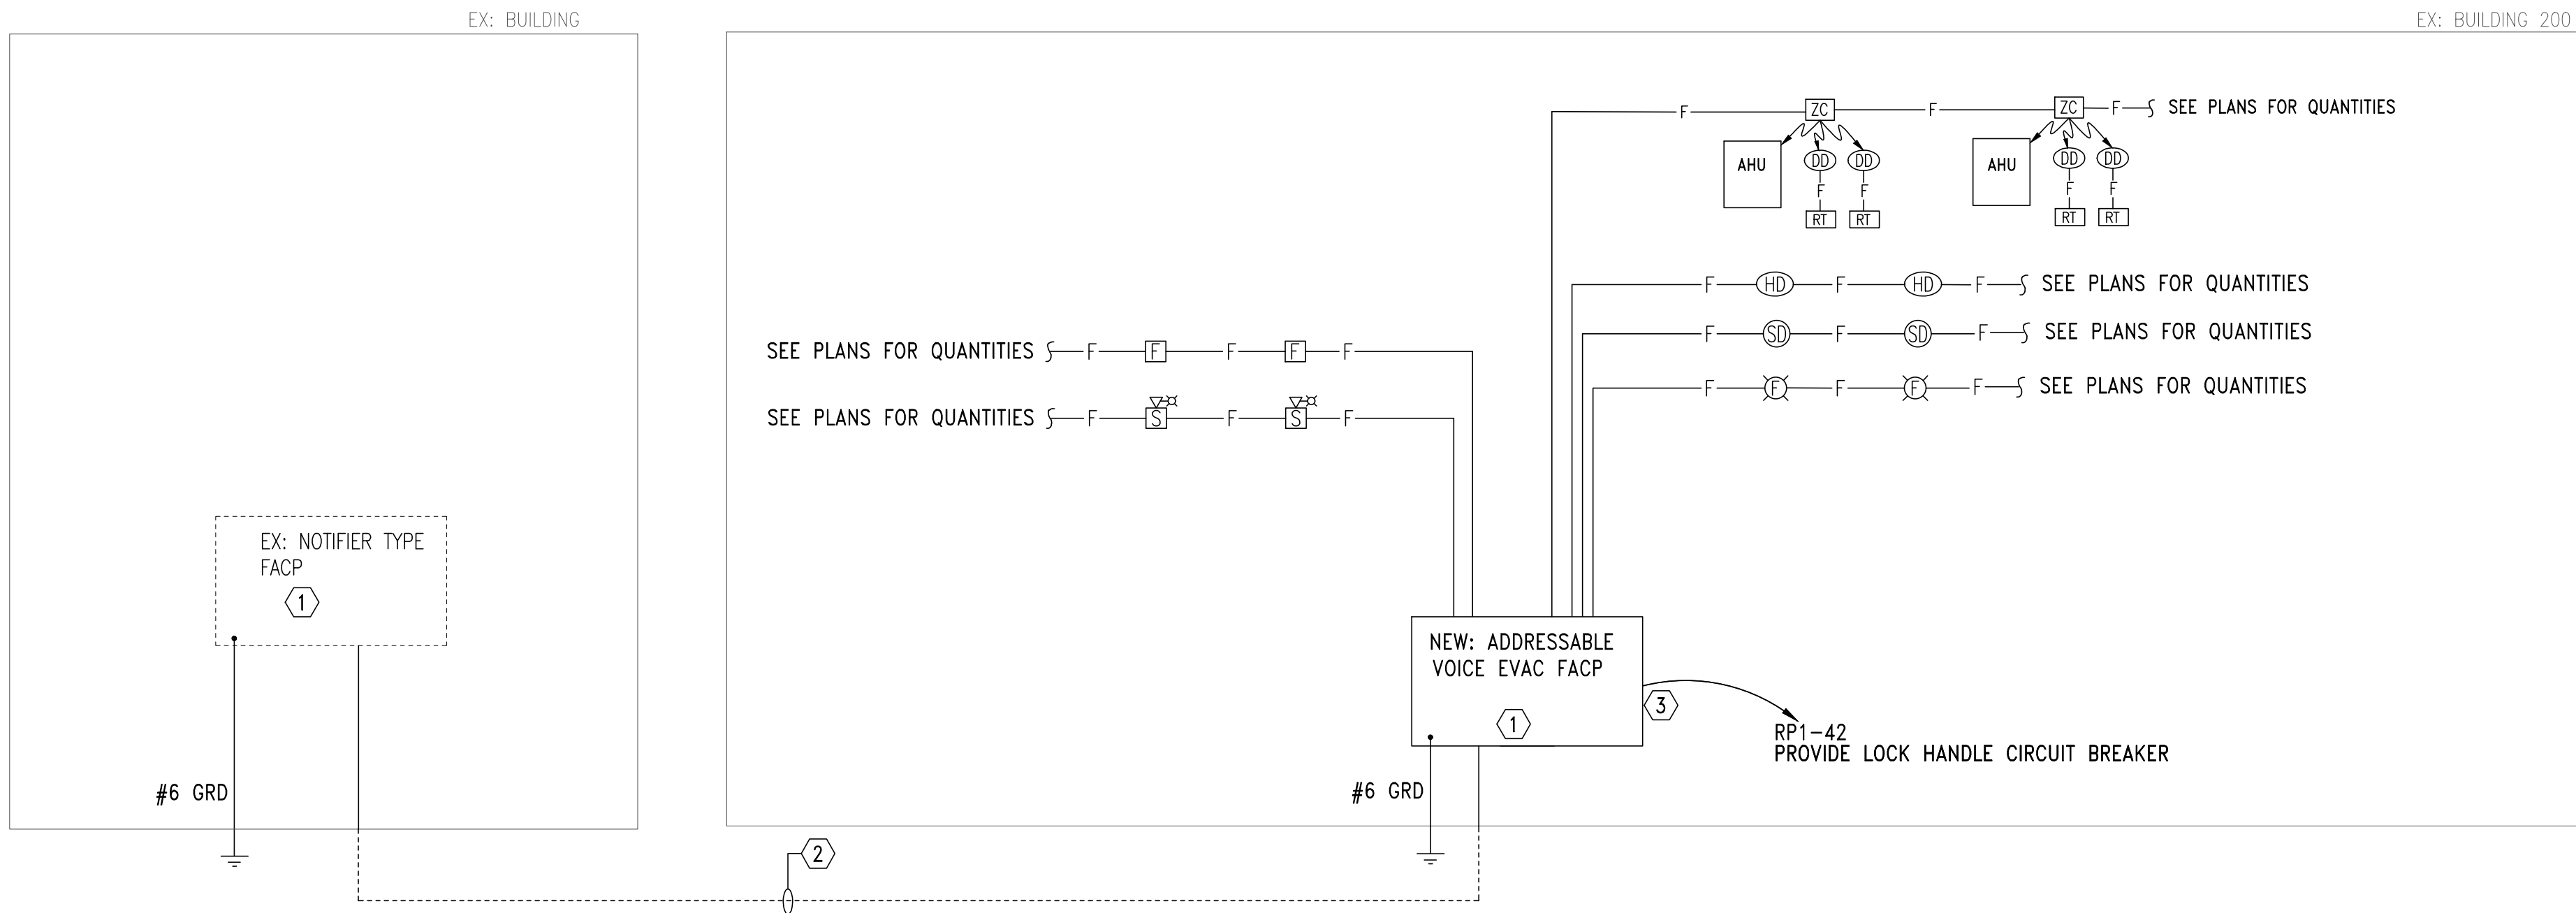 EX: BUILDING
EX: BUILDING 200
F ZC F ZC F SEE PLANS FOR QUANTITIES
AHU DD DD AHU DD DD
F F F F
RT RT RT RT
F HD F HD F SEE PLANS FOR QUANTITIES
F SD F SD F SEE PLANS FOR QUANTITIES
SEE PLANS FOR QUANTITIES F F F F F
F F F F F SEE PLANS FOR QUANTITIES
SEE PLANS FOR QUANTITIES F S F S F
EX: NOTIFIER TYPE
FACP
1
NEW: ADDRESSABLE
VOICE EVAC FACP
1
3
RP1-42
PROVIDE LOCK HANDLE CIRCUIT BREAKER
#6 GRD
#6 GRD
2